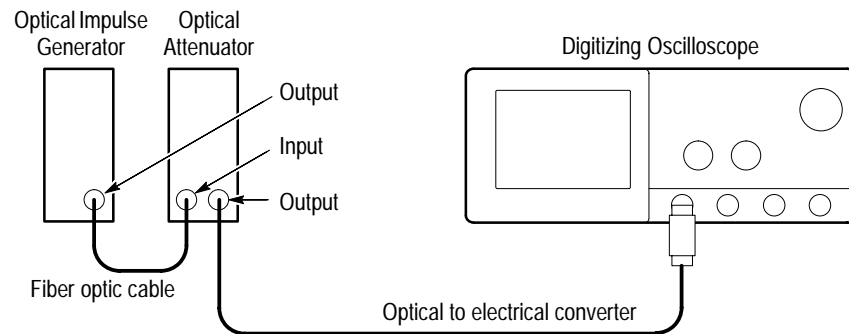 Optical Impulse
Generator
Optical
Attenuator
Digitizing Oscilloscope
Output
Input
Output
Fiber optic cable
Optical to electrical converter